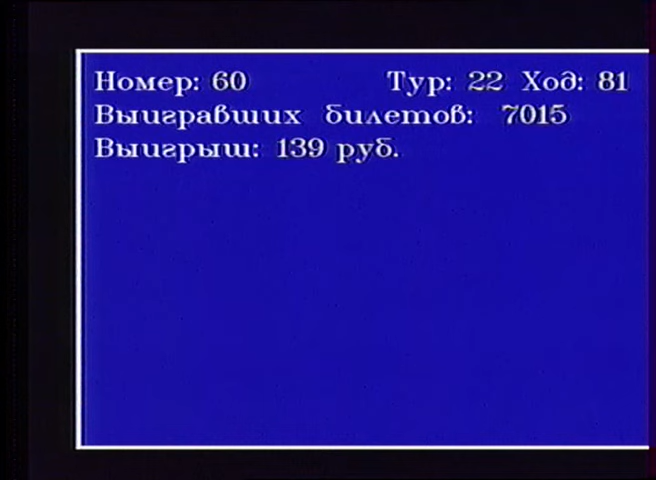 Номер: 60 Тур: 22 Ход: 81
Выигравших билетов: 7015
Выигрыш: 139 руб.